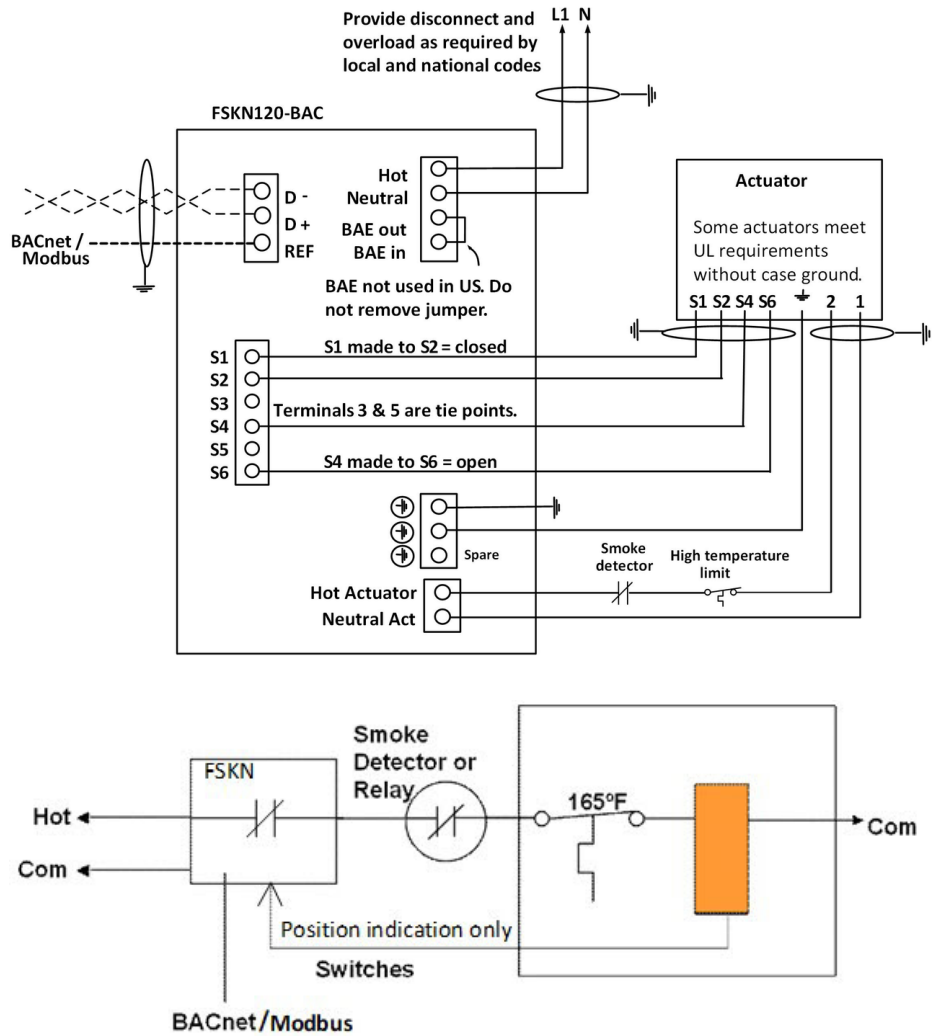 Provide disconnect and
overload as required by
local and national codes
L1 N
FSKN120-BAC
Hot
Neutral
BAE out
BAE in
D -
D +
REF
BACnet /
Modbus
BAE not used in US. Do
not remove jumper.
Actuator
Some actuators meet
UL requirements
without case ground.
S1 S2 S4 S6 2 1
S1 made to S2 = closed
S1
S2
S3
Terminals 3 & 5 are tie points.
S4
S5
S4 made to S6 = open
S6
Spare
Smoke
detector
High temperature
limit
Hot Actuator
Neutral Act
Smoke
Detector or
Relay
FSKN
165ºF
Hot
Com
Com
Position indication only
Switches
BACnet/Modbus